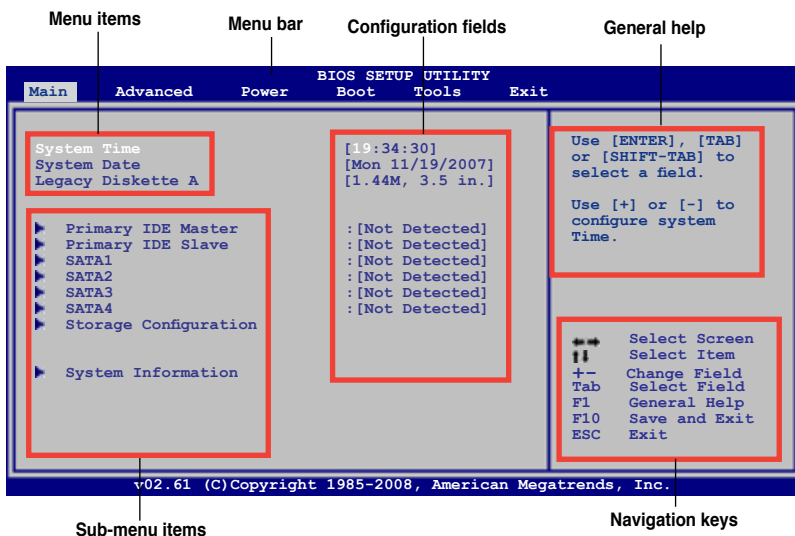 Menu items Menu bar Configuration fields General help
BIOS SETUP UTILITY
Main Advanced Power Boot Tools Exit
System Time [19:34:30]
System Date [Mon 11/19/2007]
Legacy Diskette A [1.44M, 3.5 in.]
Primary IDE Master :[Not Detected]
Primary IDE Slave :[Not Detected]
SATA1 :[Not Detected]
SATA2 :[Not Detected]
SATA3 :[Not Detected]
SATA4 :[Not Detected]
Storage Configuration
System Information
Use [ENTER], [TAB]
or [SHIFT-TAB] to
select a field.
Use [+] or [-] to
configure system
Time.
Select Screen
Select Item
+- Change Field
Tab Select Field
F1 General Help
F10 Save and Exit
ESC Exit
v02.61 (C)Copyright 1985-2008, American Megatrends, Inc.
Sub-menu items Navigation keys